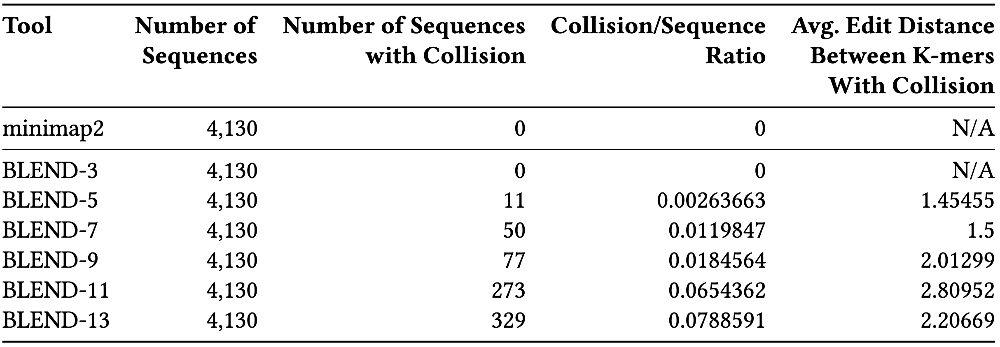 Tool Number of Number of Sequences Collision/Sequence Avg. Edit Distance
Sequences with Collision Ratio Between K-mers
With Collision
minimap2 4,130 0 0 N/A
BLEND-3 4,130 0 0 N/A
BLEND-5 4,130 11 0.00263663 1.45455
BLEND-7 4,130 50 0.0119847 1.5
BLEND-9 4,130 77 0.0184564 2.01299
BLEND-11 4,130 273 0.0654362 2.80952
BLEND-13 4,130 329 0.0788591 2.20669